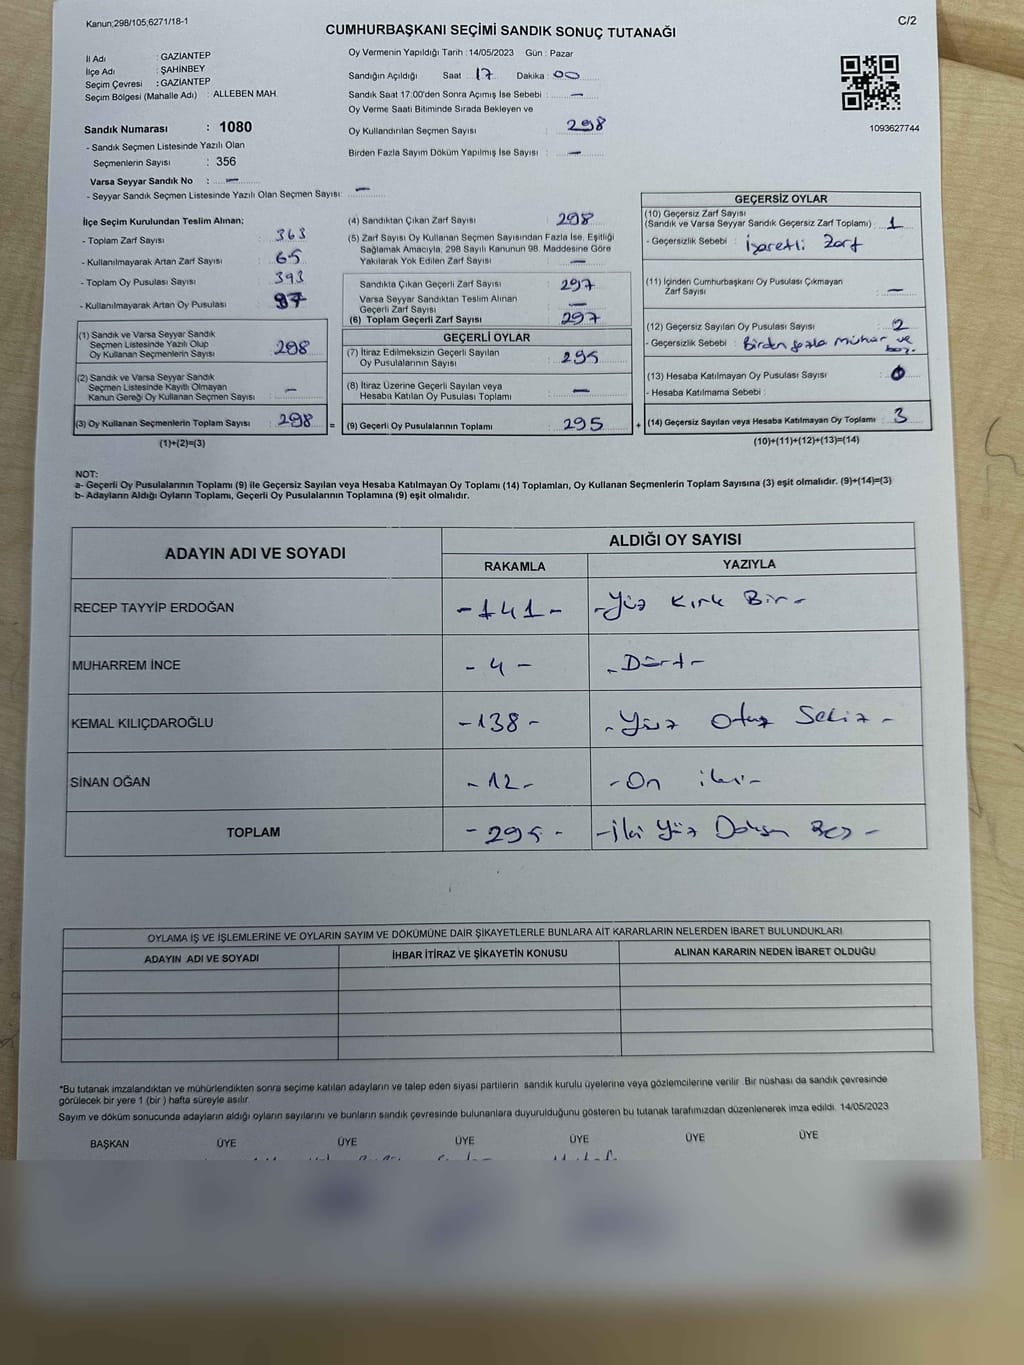 Kanun;298/105;6271/18-1
C/2
CUMHURBAŞKANI SEÇİMİ SANDIK SONUÇ TUTANAĞI
İl Adı : GAZİANTEP
İlçe Adı : ŞAHİNBEY
Seçim Çevresi : GAZİANTEP
Seçim Bölgesi (Mahalle Adı) : ALLEBEN MAH.
Sandık Numarası : 1080
- Sandık Seçmen Listesinde Yazılı Olan
Seçmenlerin Sayısı : 356
Varsa Seyyar Sandık No : —
- Seyyar Sandık Seçmen Listesinde Yazılı Olan Seçmen Sayısı: —
Oy Vermenin Yapıldığı Tarih : 14/05/2023 Gün : Pazar
Sandığın Açıldığı Saat 17 Dakika : 00
Sandık Saat 17:00'den Sonra Açımış İse Sebebi : —
Oy Verme Saati Bitiminde Sırada Bekleyen ve
Oy Kullandırılan Seçmen Sayısı : 298
Birden Fazla Sayım Döküm Yapılmış İse Sayısı : —
1093627744
İlçe Seçim Kurulundan Teslim Alınan;
- Toplam Zarf Sayısı : 363
- Kullanılmayarak Artan Zarf Sayısı : 65
- Toplam Oy Pusulası Sayısı : 393
- Kullanılmayarak Artan Oy Pusulası : 97
(1) Sandık ve Varsa Seyyar Sandık
Seçmen Listesinde Yazılı Olup
Oy Kullanan Seçmenlerin Sayısı : 298
(2) Sandık ve Varsa Seyyar Sandık
Seçmen Listesinde Kayıtlı Olmayan
Kanun Gereği Oy Kullanan Seçmen Sayısı : —
(3) Oy Kullanan Seçmenlerin Toplam Sayısı : 298 =
(1)+(2)=(3)
(4) Sandıktan Çıkan Zarf Sayısı : 298
(5) Zarf Sayısı Oy Kullanan Seçmen Sayısından Fazla İse, Eşitliği
Sağlamak Amacıyla, 298 Sayılı Kanunun 98. Maddesine Göre
Yakılarak Yok Edilen Zarf Sayısı : —
Sandıkta Çıkan Geçerli Zarf Sayısı : 297
Varsa Seyyar Sandıktan Teslim Alınan
Geçerli Zarf Sayısı : —
(6) Toplam Geçerli Zarf Sayısı : 297
GEÇERLİ OYLAR
(7) İtiraz Edilmeksizin Geçerli Sayılan
Oy Pusulalarının Sayısı : 295
(8) İtiraz Üzerine Geçerli Sayılan veya
Hesaba Katılan Oy Pusulası Toplamı : —
(9) Geçerli Oy Pusulalarının Toplamı : 295 +
GEÇERSİZ OYLAR
(10) Geçersiz Zarf Sayısı
(Sandık ve Varsa Seyyar Sandık Geçersiz Zarf Toplamı) : 1
- Geçersizlik Sebebi : İşaretli Zarf
(11) İçinden Cumhurbaşkanı Oy Pusulası Çıkmayan
Zarf Sayısı : —
(12) Geçersiz Sayılan Oy Pusulası Sayısı : 2
- Geçersizlik Sebebi : Birden fazla mühür ve
boş.
(13) Hesaba Katılmayan Oy Pusulası Sayısı : 0
- Hesaba Katılmama Sebebi :
(14) Geçersiz Sayılan veya Hesaba Katılmayan Oy Toplamı : 3
(10)+(11)+(12)+(13)=(14)
NOT:
a- Geçerli Oy Pusulalarının Toplamı (9) ile Geçersiz Sayılan veya Hesaba Katılmayan Oy Toplamı (14) Toplamları, Oy Kullanan Seçmenlerin Toplam Sayısına (3) eşit olmalıdır. (9)+(14)=(3)
b- Adayların Aldığı Oyların Toplamı, Geçerli Oy Pusulalarının Toplamına (9) eşit olmalıdır.
ADAYIN ADI VE SOYADI
ALDIĞI OY SAYISI
RAKAMLA YAZIYLA
RECEP TAYYİP ERDOĞAN -141- -Yüz Kırk Bir-
MUHARREM İNCE -4- -Dört-
KEMAL KILIÇDAROĞLU -138- -Yüz Otuz Sekiz-
SİNAN OĞAN -12- -On iki-
TOPLAM -295- -İki Yüz Doksan Beş-
OYLAMA İŞ VE İŞLEMLERİNE VE OYLARIN SAYIM VE DÖKÜMÜNE DAİR ŞİKAYETLERLE BUNLARA AİT KARARLARIN NELERDEN İBARET BULUNDUKLARI
ADAYIN ADI VE SOYADI İHBAR İTİRAZ VE ŞİKAYETİN KONUSU ALINAN KARARIN NEDEN İBARET OLDUĞU
*Bu tutanak imzalandıktan ve mühürlendikten sonra seçime katılan adayların ve talep eden siyasi partilerin sandık kurulu üyelerine veya gözlemcilerine verilir. Bir nüshası da sandık çevresinde
görülecek bir yere 1 (bir ) hafta süreyle asılır.
Sayım ve döküm sonucunda adayların aldığı oyların sayılarını ve bunların sandık çevresinde bulunanlara duyurulduğunu gösteren bu tutanak tarafımızdan düzenlenerek imza edildi. 14/05/2023
BAŞKAN ÜYE ÜYE ÜYE ÜYE ÜYE ÜYE